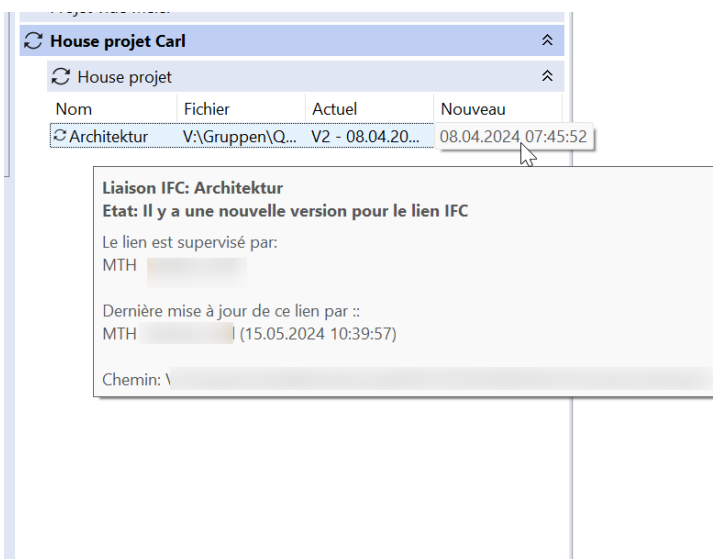 House projet Carl
House projet
Nom Fichier Actuel Nouveau
Architektur V:\Gruppen\Q... V2 - 08.04.20... 08.04.2024 07:45:52
Liaison IFC: Architektur
Etat: Il y a une nouvelle version pour le lien IFC
Le lien est supervisé par:
MTH
Dernière mise à jour de ce lien par ::
MTH (15.05.2024 10:39:57)
Chemin: \